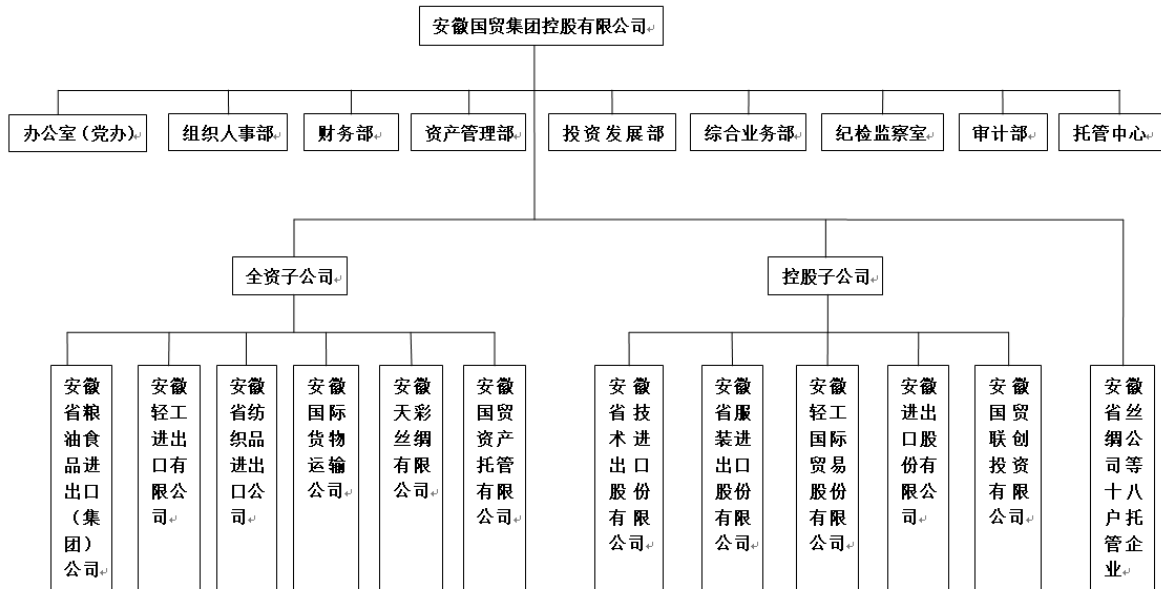 安徽国贸集团控股有限公司
办公室（党办）
组织人事部
财务部
资产管理部
投资发展部
综合业务部
纪检监察室
审计部
托管中心
全资子公司
控股子公司
安徽
省粮
油食
品进
出口
（集
团）
公司
安徽
轻工
进出
口有
限公
司
安徽
省纺
织品
进出
口公
司
安徽
国际
货物
运输
公司
安徽
天彩
丝绸
有限
公司
安徽
国贸
资产
托管
有限
公司
安徽
省技
术进
出口
股份
有限
公司
安徽
省服
装进
出口
股份
有限
公司
安徽
轻工
国际
贸易
股份
有限
公司
安徽
进出
口股
份有
限公
司
安徽
国贸
联创
投资
有限
公司
安徽
省丝
绸公
司等
十八
户托
管企
业